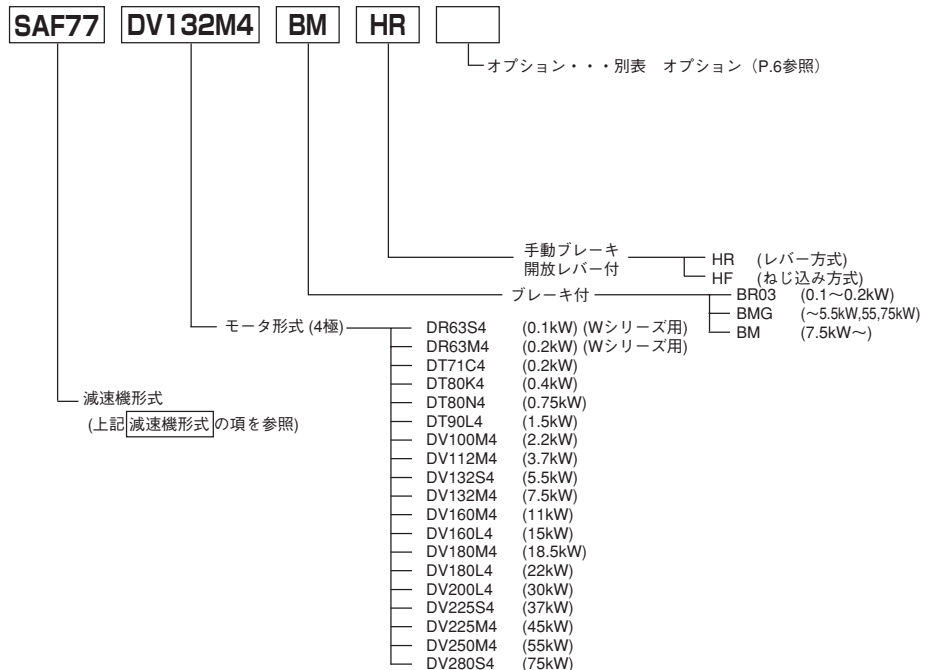 SAF77 DV132M4 BM HR
オプション・・・別表 オプション（P.6参照）
手動ブレーキ
開放レバー付
HR (レバー方式)
HF (ねじ込み方式)
ブレーキ付
BR03 (0.1～0.2kW)
BMG (～5.5kW,55,75kW)
BM (7.5kW～)
モータ形式 (4極)
DR63S4 (0.1kW) (Wシリーズ用)
DR63M4 (0.2kW) (Wシリーズ用)
DT71C4 (0.2kW)
DT80K4 (0.4kW)
DT80N4 (0.75kW)
DT90L4 (1.5kW)
DV100M4 (2.2kW)
DV112M4 (3.7kW)
DV132S4 (5.5kW)
DV132M4 (7.5kW)
DV160M4 (11kW)
DV160L4 (15kW)
DV180M4 (18.5kW)
DV180L4 (22kW)
DV200L4 (30kW)
DV225S4 (37kW)
DV225M4 (45kW)
DV250M4 (55kW)
DV280S4 (75kW)
減速機形式
(上記減速機形式の項を参照)